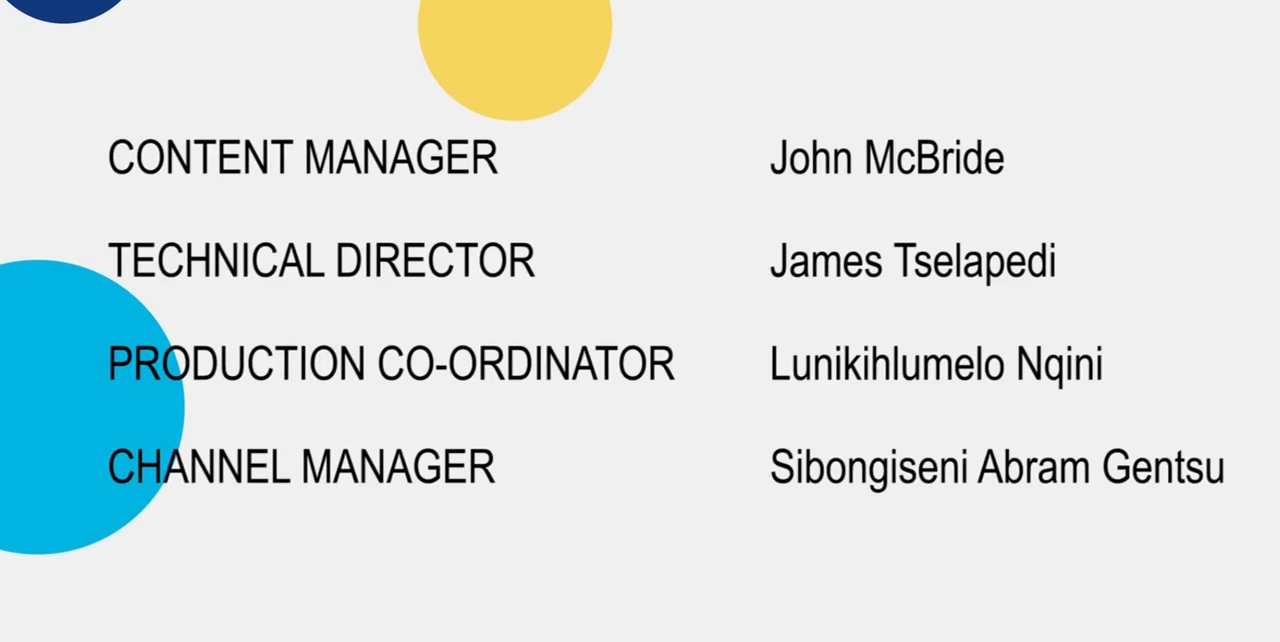 CONTENT MANAGER John McBride
TECHNICAL DIRECTOR James Tselapedi
PRODUCTION CO-ORDINATOR Lunikihlumelo Nqini
CHANNEL MANAGER Sibongiseni Abram Gentsu